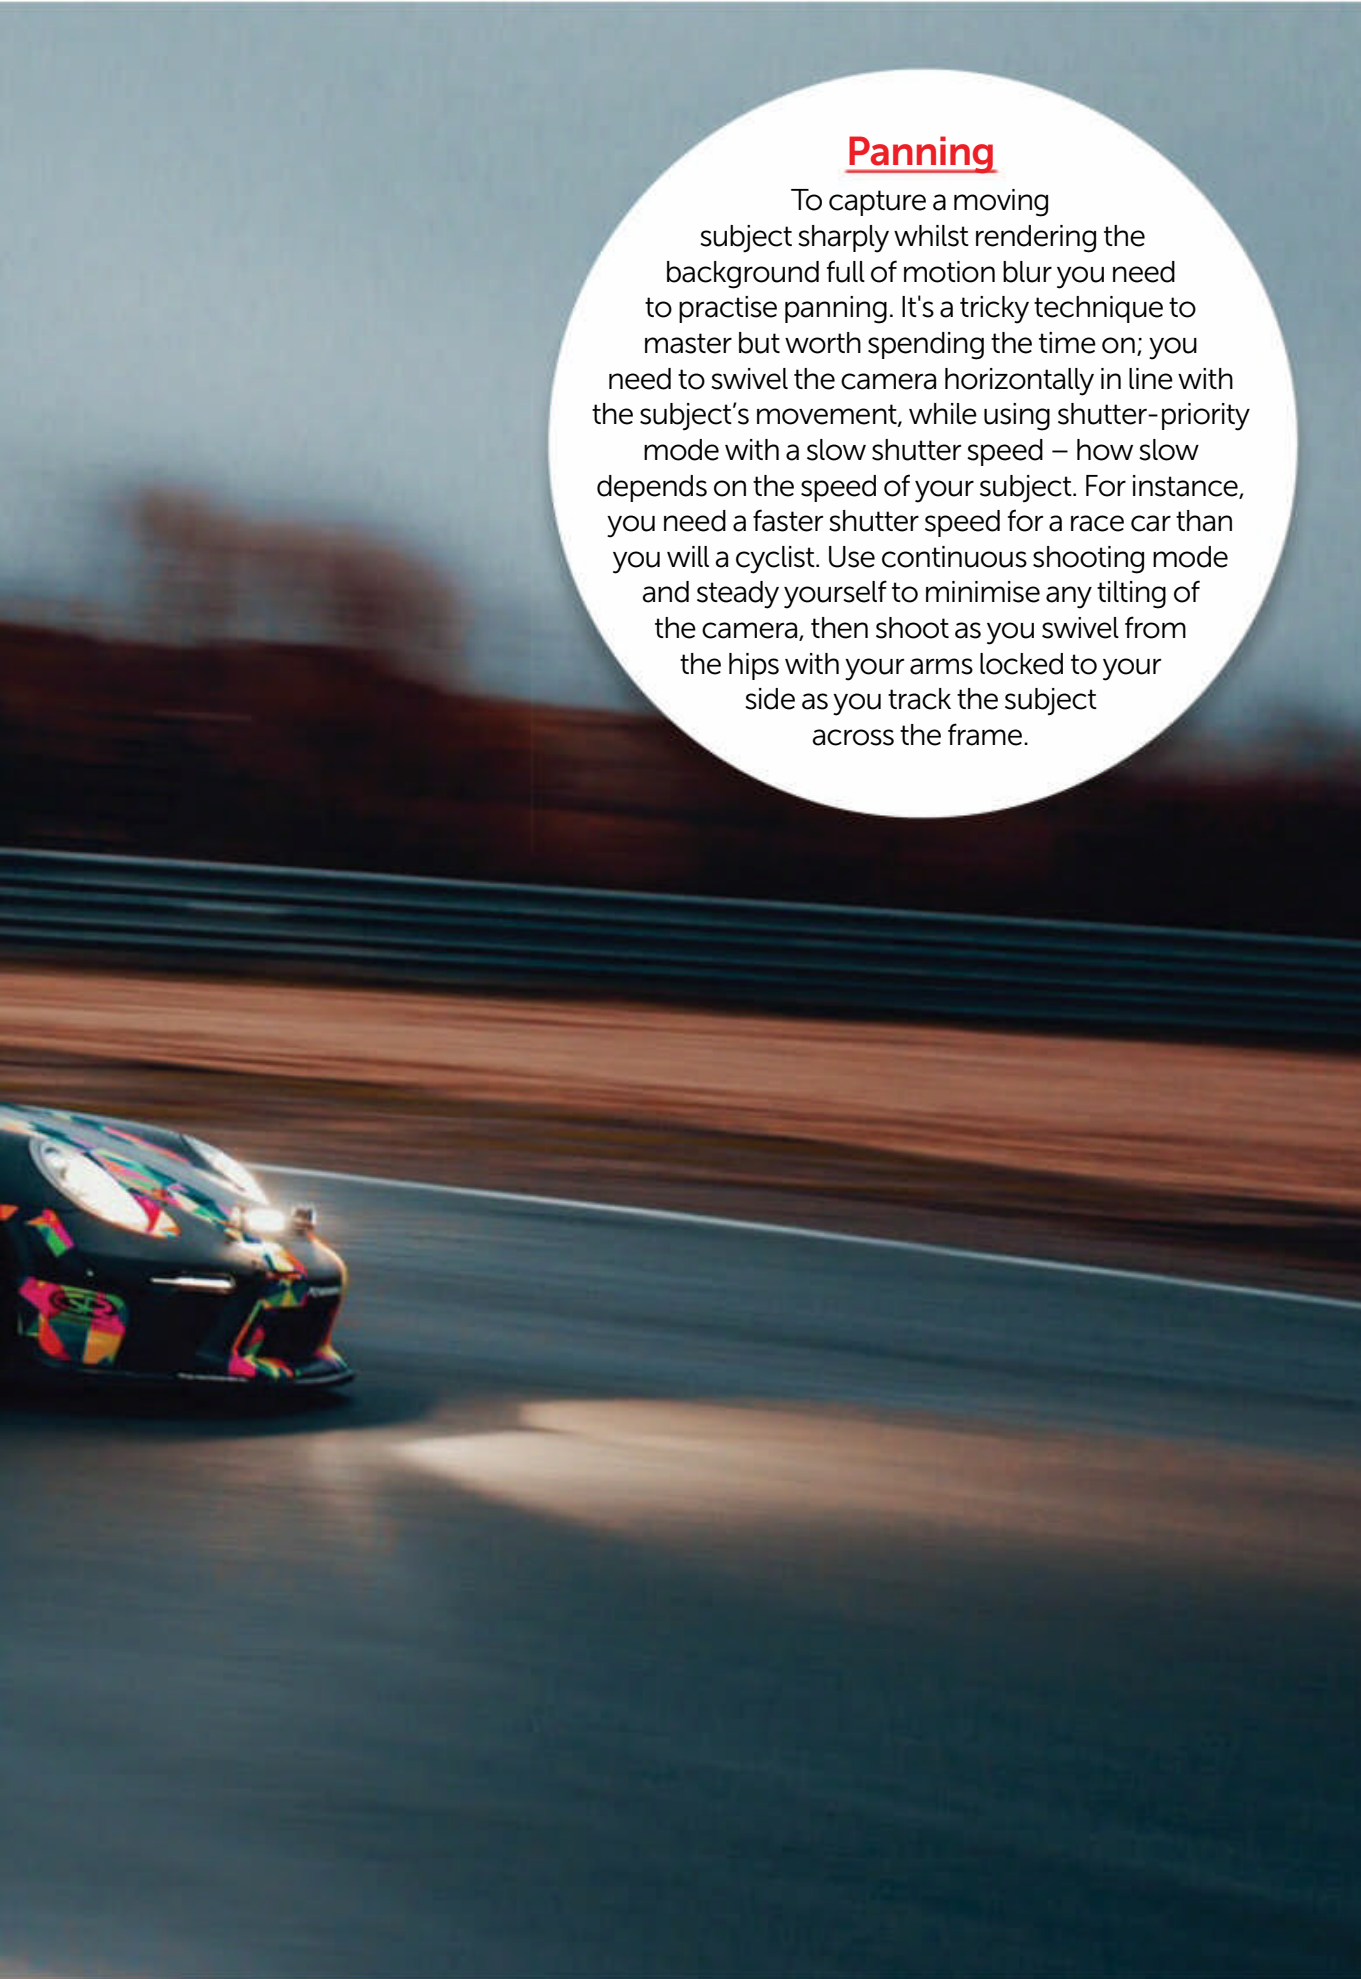 Panning
To capture a moving
subject sharply whilst rendering the
background full of motion blur you need
to practise panning. It's a tricky technique to
master but worth spending the time on; you
need to swivel the camera horizontally in line with
the subject’s movement, while using shutter-priority
mode with a slow shutter speed – how slow
depends on the speed of your subject. For instance,
you need a faster shutter speed for a race car than
you will a cyclist. Use continuous shooting mode
and steady yourself to minimise any tilting of
the camera, then shoot as you swivel from
the hips with your arms locked to your
side as you track the subject
across the frame.